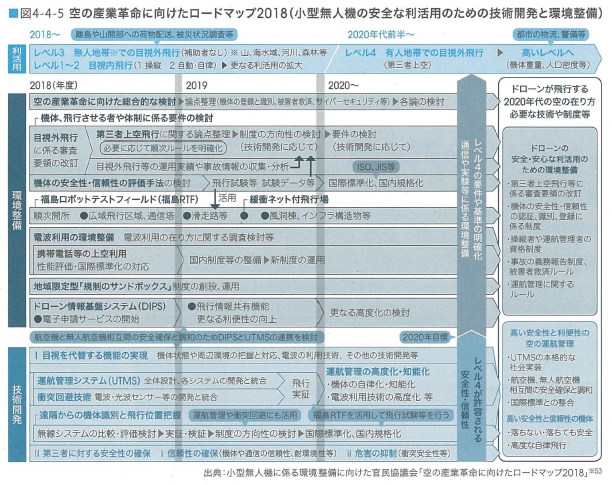 ■図4-4-5 空の産業革命に向けたロードマップ2018(小型無人機の安全な利活用のための技術開発と環境整備)
離島や山間部への荷物配送、被災状況調査等
都市の物流、警備等
利活用
2018〜
2020年代前半〜
レベル3 無人地帯※での目視外飛行(補助者なし) ※山、海水域、河川、森林等
レベル1〜2 目視内飛行(1 操縦 2 自動・自律)
更なる利活用の拡大
レベル4 有人地帯での目視外飛行
(第三者上空)
高いレベルへ
(機体重量、人口密度等)
2018(年度)
2019
2020〜
環境整備
空の産業革命に向けた総合的な検討
論点整理(機体の登録と識別、被害者救済、サイバーセキュリティ等)
各論の検討
・機体、飛行させる者や体制に係る要件の検討
目視外飛行
に係る審査
要領の改訂
第三者上空飛行に関する論点整理
必要に応じて順次ルールを明確化
制度の方向性の検討
(技術開発に応じて)
要件の検討
(技術開発に応じて)
目視外飛行等の運用実績や事故情報の収集・分析
ISO、JIS等
機体の安全性・信頼性の評価手法の検討
飛行試験等 試験データ等
国際標準化、国内規格化
・福島ロボットテストフィールド(福島RTF)
活用
緩衝ネット付飛行場
順次開所
●広域飛行区域、通信塔
●滑走路等
●
●風洞棟、インフラ構造物等
電波利用の環境整備 電波利用の在り方に関する調査検討等
携帯電話等の上空利用
性能評価・国際標準化の対応
国内制度等の整備
新制度の運用
地域限定型「規制のサンドボックス」制度の創設、運用
ドローン情報基盤システム(DIPS)
●電子申請サービスの開始
●飛行情報共有機能
更なる利便性の向上
更なる高度化の検討
航空機と無人航空機相互間の安全確保と調和のためDIPSとUTMSの連携を検討
レベル4の要件や基準の明確化
通信や実験等に係る環境整備
ドローンが飛行する
2020年代の空の在り方
必要な技術や制度等
ドローンの
安全・安心な利活用
のための環境整備
・第三者上空飛行等に
係る審査要領の改訂
・機体の安全性・信頼性
の認証、識別、登録に
係る制度
・操縦者や運航管理者の
資格制度
・事故の義務報告制度、
被害者救済ルール
・運航管理に関する
ルール
技術開発
2020年目標
i 目視を代替する機能の実現 機体状態や周辺環境の把握と対応、電波の利用技術、その他の技術開発等
運航管理システム(UTMS) 全体設計、各システムの開発と統合
衝突回避技術 電波・光波センサー等の開発と統合
飛行
実証
運航管理の高度化・知能化
・機体の自律化・知能化
・電波利用技術の高度化 等
遠隔からの機体識別と飛行位置把握
運航管理や衝突回避にも活用
福島RTFを活用して飛行試験等を行う
無線システムの比較・評価検討
実証・検証
制度の方向性の検討
国際標準化、国内規格化
ii 第三者に対する安全性の確保
i 信頼性の確保(機体や通信の信頼性、耐環境性等)
ii 危害の抑制(衝突安全性等)
レベル4が許容される
安全性・信頼性
高い安全性と利便性の
空の運航管理
・UTMSの本格的な
社会実装
・航空機、無人航空機
相互間の安全確保と調和
・国際標準との整合
高い安全性・信頼性の機体
・落ちない・落ちても安全
・高度な自律飛行
出典:小型無人機に係る環境整備に向けた官民協議会「空の産業革命に向けたロードマップ2018」※53